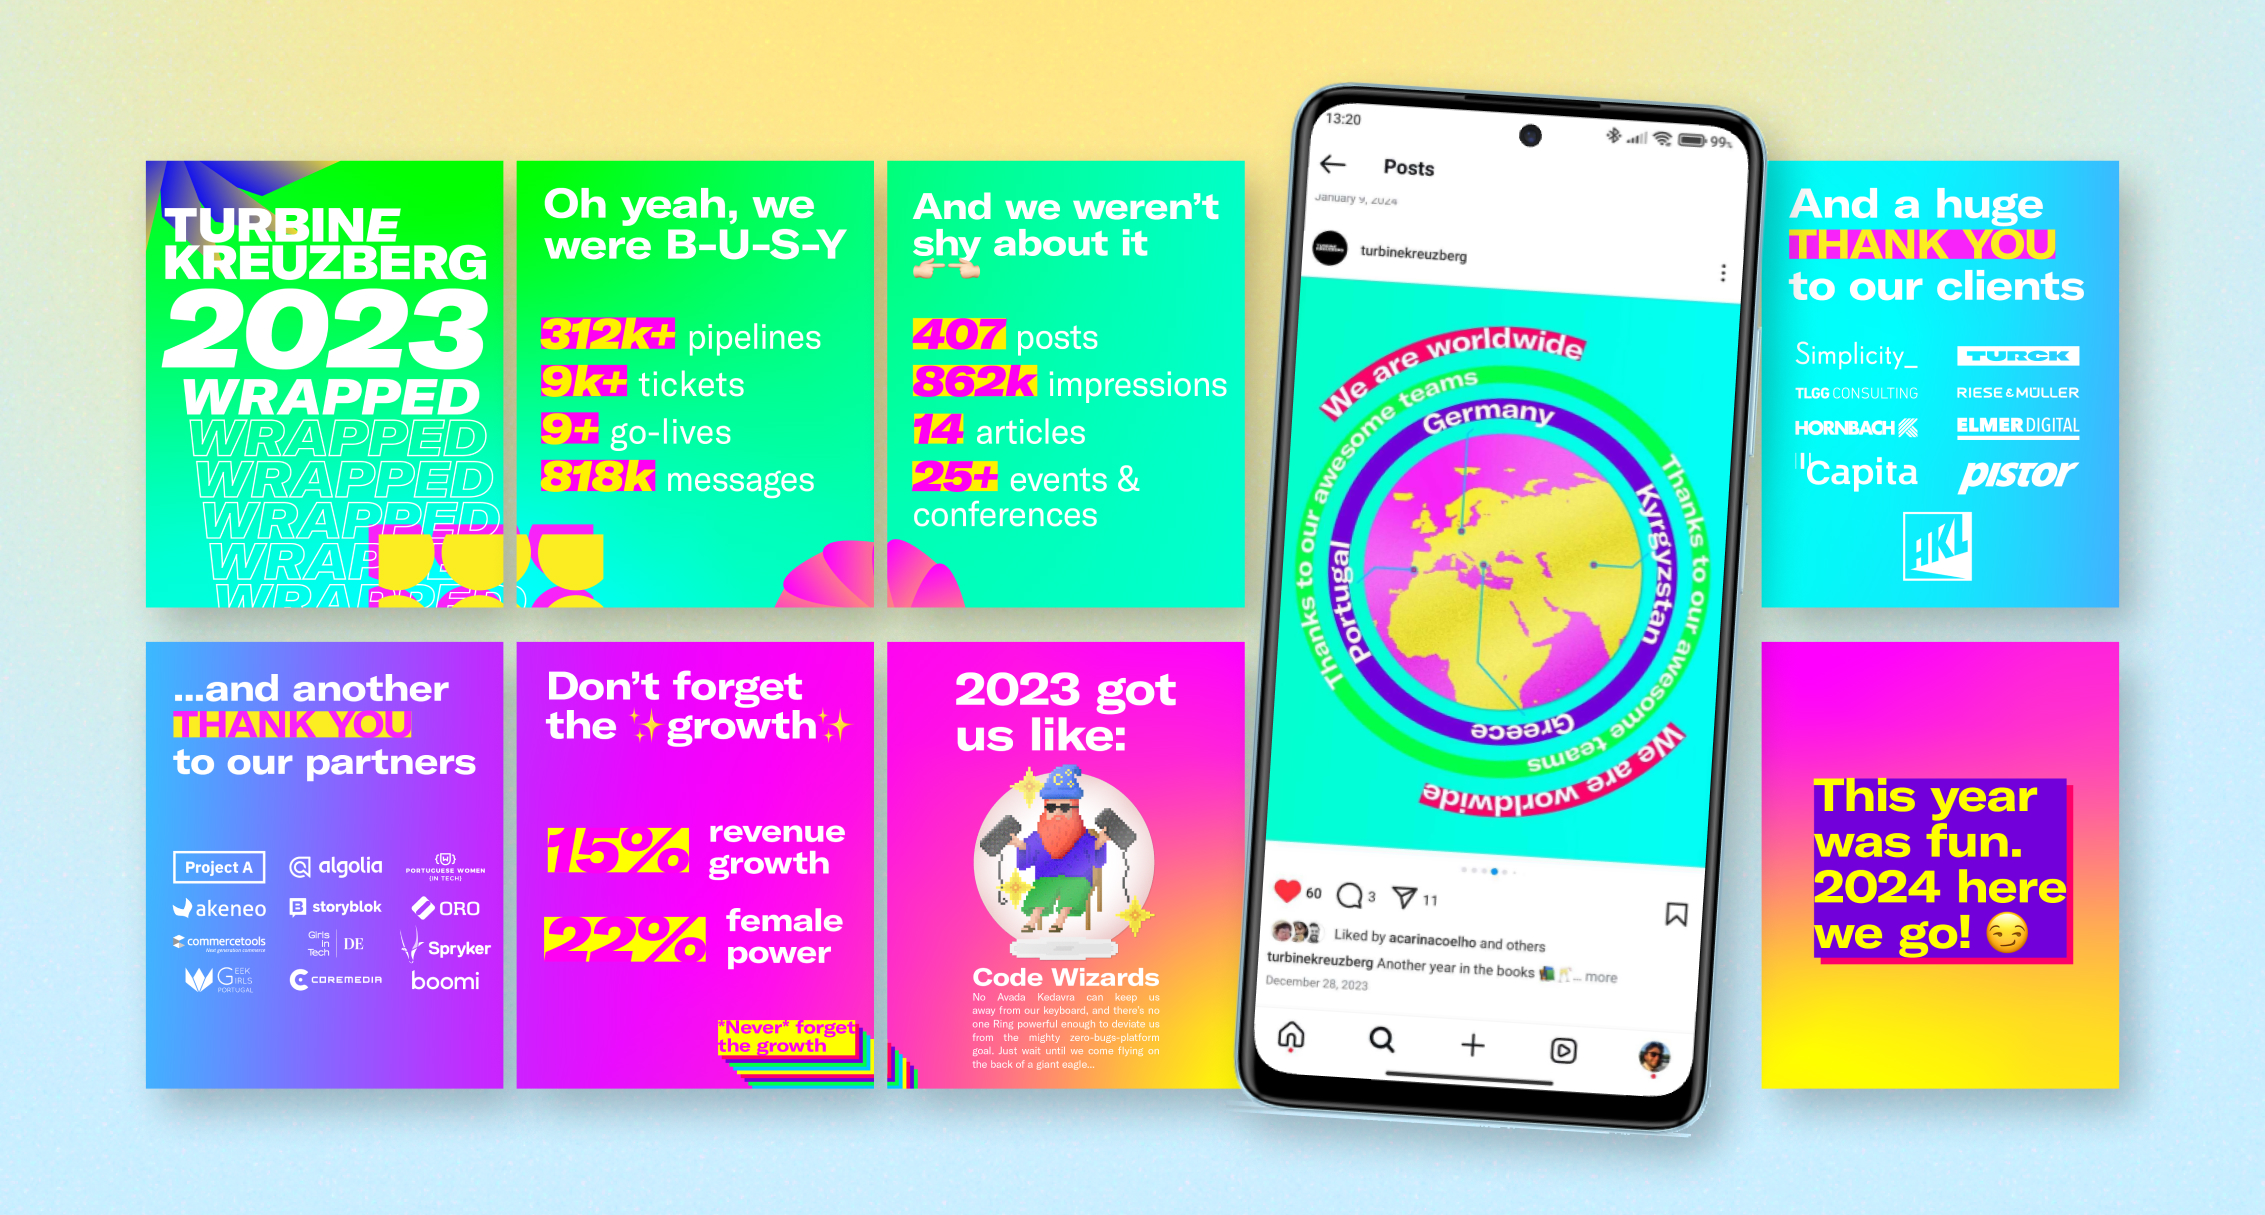 TURBINE
KREUZBERG
2023
WRAPPED
WRAPPED
WRAPPED
WRAPPED
WRAPPED
WRAPPED
Oh yeah, we
were B-U-S-Y
312k+ pipelines
9k+ tickets
9+ go-lives
818k messages
And we weren't
shy about it
407 posts
862k impressions
14 articles
25+ events &
conferences
13:20
99%
Posts
January 9, 2024
TURBINE
KREUZBERG
turbinekreuzberg
We are worldwide
Thanks to our awesome teams
Germany
Kyrgyzstan
Portugal
Greece
Thanks to our awesome teams
We are worldwide
60
3
11
Liked by acarinacoelho and others
turbinekreuzberg Another year in the books ... more
December 28, 2023
And a huge
THANK YOU
to our clients
Simplicity_
TURCK
TLGG CONSULTING
RIESE & MÜLLER
HORNBACH
ELMER DIGITAL
Capita
PISTOR
HKL
...and another
THANK YOU
to our partners
Project A
algolia
{W}
PORTUGUESE WOMEN
{IN TECH}
akeneo
B storyblok
ORO
commercetools
Next generation commerce
Girls
in
Tech
DE
Spryker
GEEK
GIRLS
PORTUGAL
COREMEDIA
boomi
Don't forget
the ✨growth✨
15% revenue
growth
22% female
power
*Never* forget
the growth
2023 got
us like:
Code Wizards
No Avada Kedavra can keep us
away from our keyboard, and there's no
one Ring powerful enough to deviate us
from the mighty zero-bugs-platform
goal. Just wait until we come flying on
the back of a giant eagle...
This year
was fun.
2024 here
we go! 😏